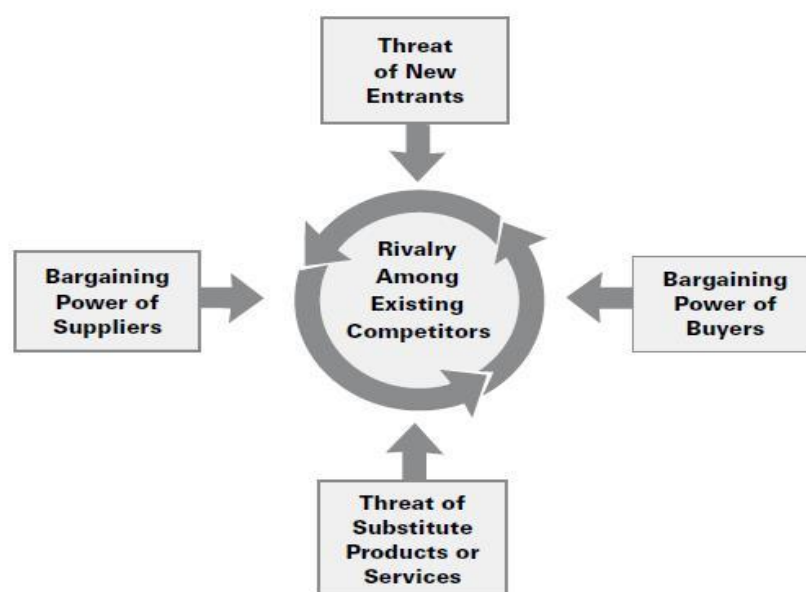 Threat
of New
Entrants
Bargaining
Power of
Suppliers
Rivalry
Among
Existing
Competitors
Bargaining
Power of
Buyers
Threat of
Substitute
Products or
Services